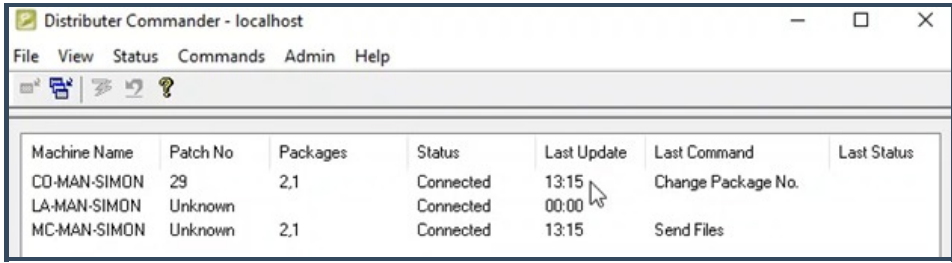 Distributer Commander - localhost
File View Status Commands Admin Help
Machine Name Patch No Packages Status Last Update Last Command Last Status
CO-MAN-SIMON 29 2,1 Connected 13:15 Change Package No.
LA-MAN-SIMON Unknown Connected 00:00
MC-MAN-SIMON Unknown 2,1 Connected 13:15 Send Files